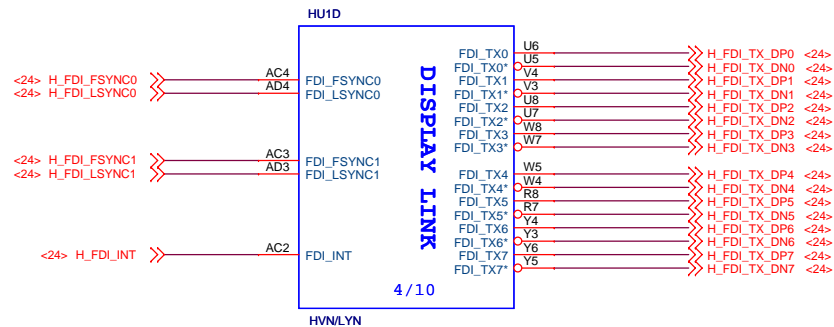 HU1D
<24> H_FDI_FSYNC0 AC4 FDI_FSYNC0
<24> H_FDI_LSYNC0 AD4 FDI_LSYNC0
<24> H_FDI_FSYNC1 AC3 FDI_FSYNC1
<24> H_FDI_LSYNC1 AD3 FDI_LSYNC1
<24> H_FDI_INT AC2 FDI_INT
DISPLAY LINK
FDI_TX0 U6 H_FDI_TX_DP0 <24>
FDI_TX0* U5 H_FDI_TX_DN0 <24>
FDI_TX1 V4 H_FDI_TX_DP1 <24>
FDI_TX1* V3 H_FDI_TX_DN1 <24>
FDI_TX2 U8 H_FDI_TX_DP2 <24>
FDI_TX2* U7 H_FDI_TX_DN2 <24>
FDI_TX3 W8 H_FDI_TX_DP3 <24>
FDI_TX3* W7 H_FDI_TX_DN3 <24>
FDI_TX4 W5 H_FDI_TX_DP4 <24>
FDI_TX4* W4 H_FDI_TX_DN4 <24>
FDI_TX5 R8 H_FDI_TX_DP5 <24>
FDI_TX5* R7 H_FDI_TX_DN5 <24>
FDI_TX6 Y4 H_FDI_TX_DP6 <24>
FDI_TX6* Y3 H_FDI_TX_DN6 <24>
FDI_TX7 Y6 H_FDI_TX_DP7 <24>
FDI_TX7* Y5 H_FDI_TX_DN7 <24>
4/10
HVN/LYN